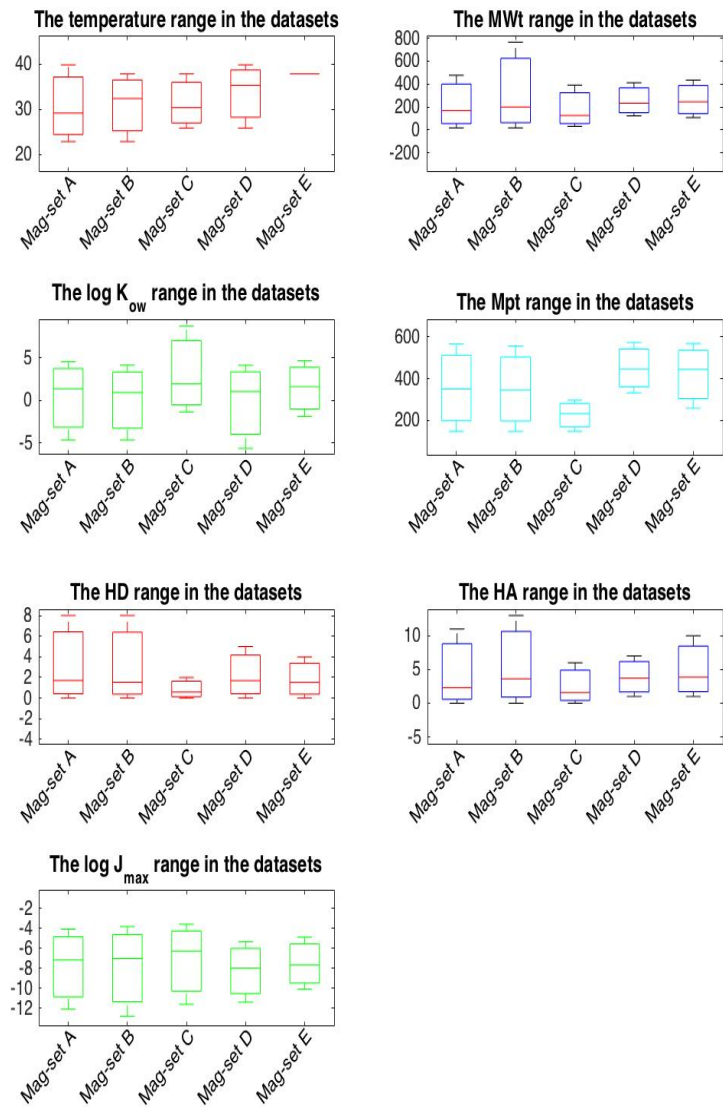 The temperature range in the datasets
40
30
20
Mag-set A
Mag-set B
Mag-set C
Mag-set D
Mag-set E
The MWt range in the datasets
800
600
400
200
0
-200
Mag-set A
Mag-set B
Mag-set C
Mag-set D
Mag-set E
The log K_ow range in the datasets
5
0
-5
Mag-set A
Mag-set B
Mag-set C
Mag-set D
Mag-set E
The Mpt range in the datasets
600
400
200
Mag-set A
Mag-set B
Mag-set C
Mag-set D
Mag-set E
The HD range in the datasets
8
6
4
2
0
-2
-4
Mag-set A
Mag-set B
Mag-set C
Mag-set D
Mag-set E
The HA range in the datasets
10
5
0
-5
Mag-set A
Mag-set B
Mag-set C
Mag-set D
Mag-set E
The log J_max range in the datasets
-2
-4
-6
-8
-10
-12
Mag-set A
Mag-set B
Mag-set C
Mag-set D
Mag-set E